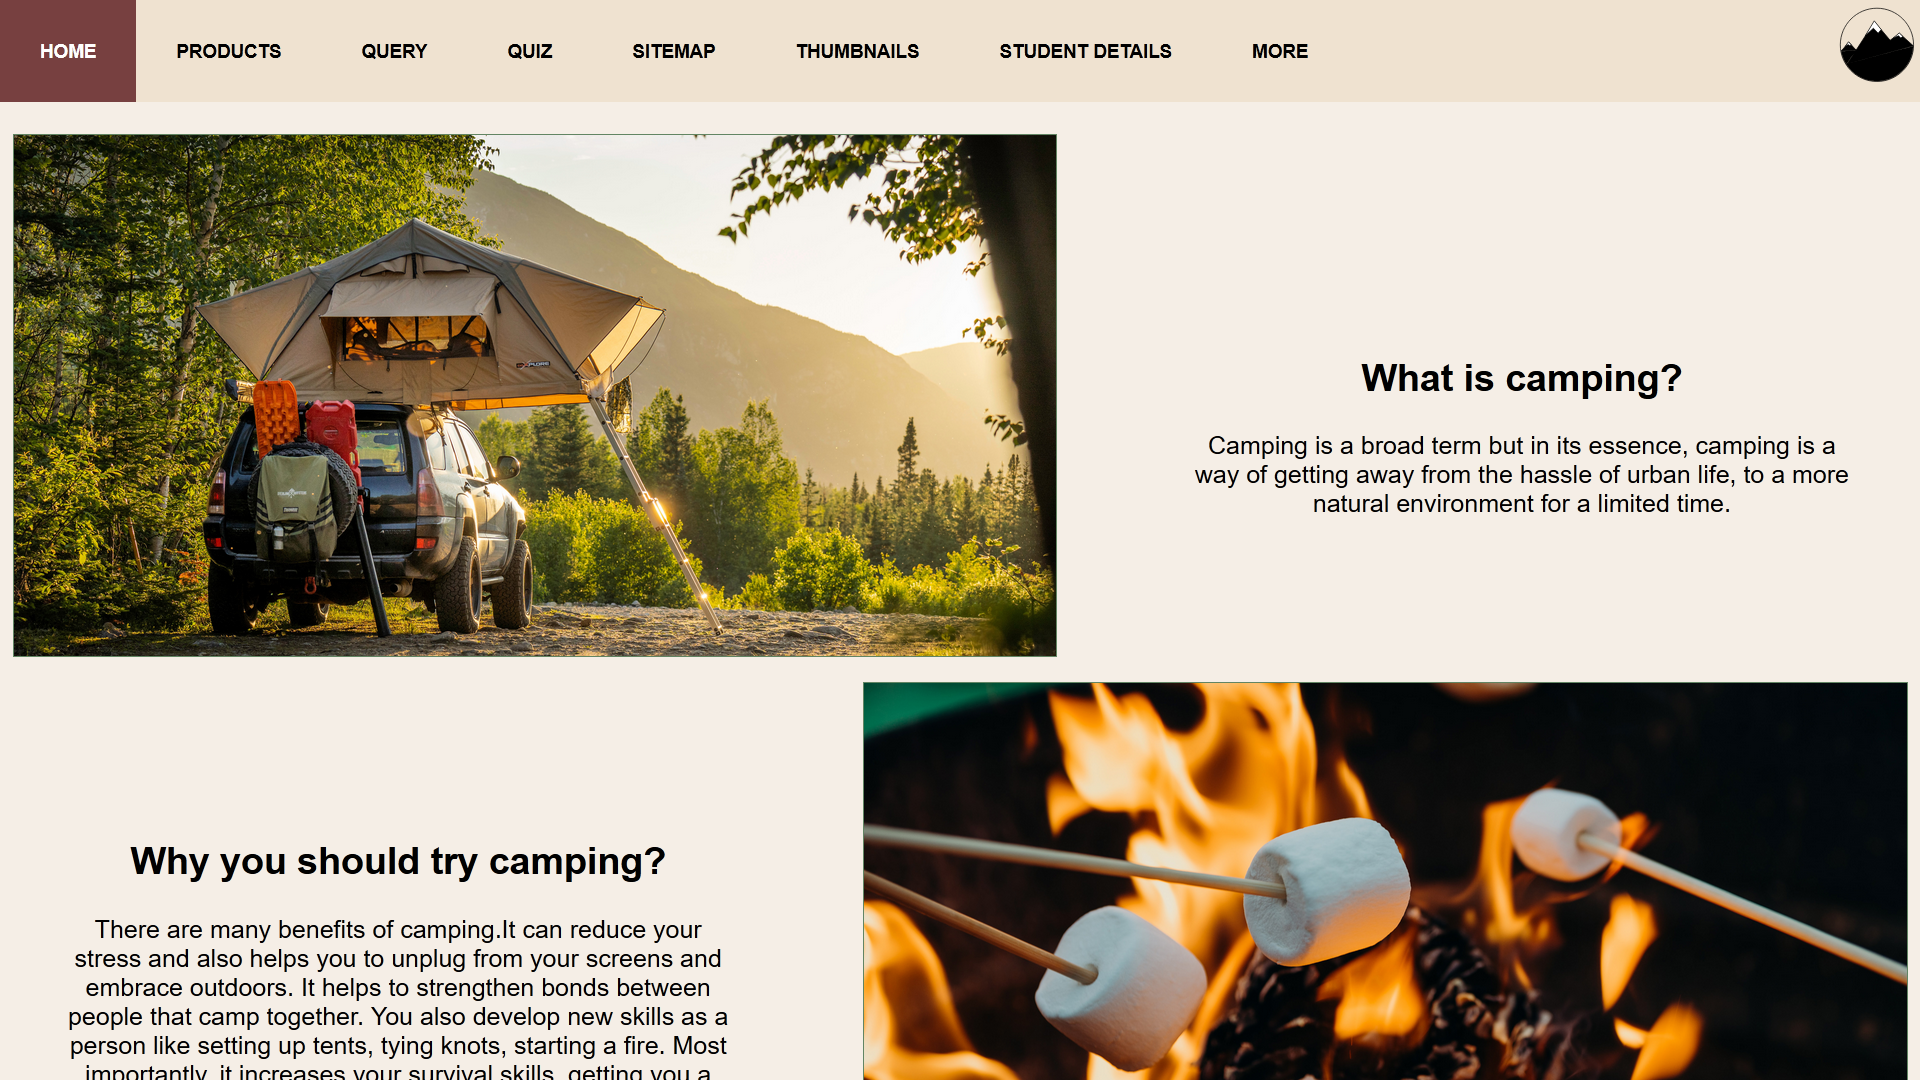 HOME PRODUCTS QUERY QUIZ SITEMAP THUMBNAILS STUDENT DETAILS MORE
What is camping?
Camping is a broad term but in its essence, camping is a
way of getting away from the hassle of urban life, to a more
natural environment for a limited time.
Why you should try camping?
There are many benefits of camping.It can reduce your
stress and also helps you to unplug from your screens and
embrace outdoors. It helps to strengthen bonds between
people that camp together. You also develop new skills as a
person like setting up tents, tying knots, starting a fire. Most
importantly, it increases your survival skills, getting you a